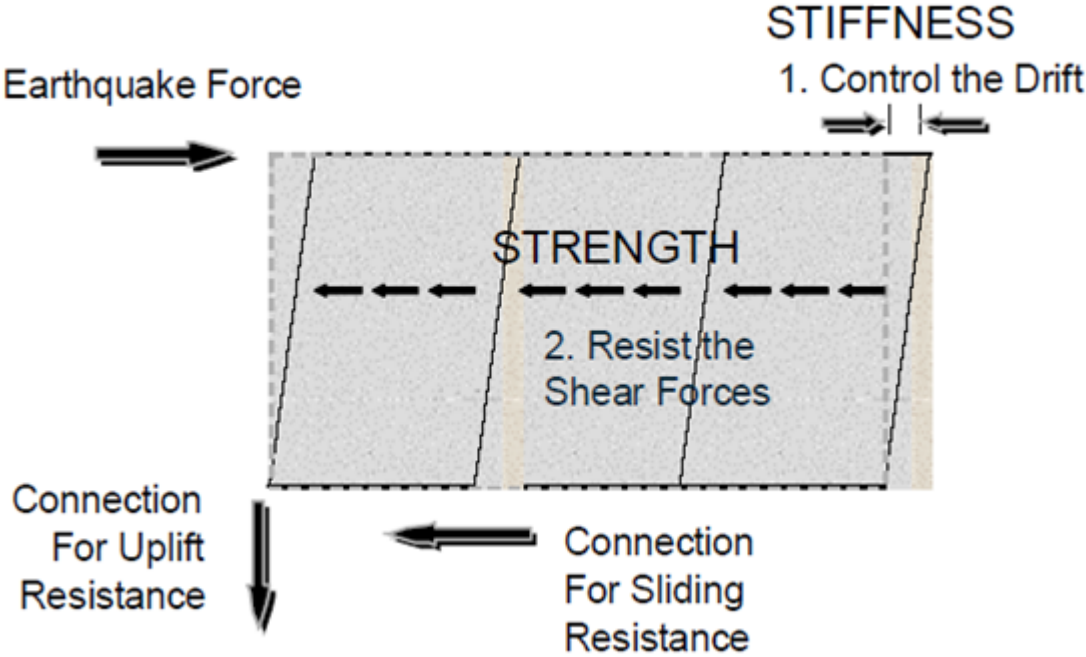 STIFFNESS
Earthquake Force
1. Control the Drift
STRENGTH
2. Resist the
Shear Forces
Connection
For Uplift
Resistance
Connection
For Sliding
Resistance